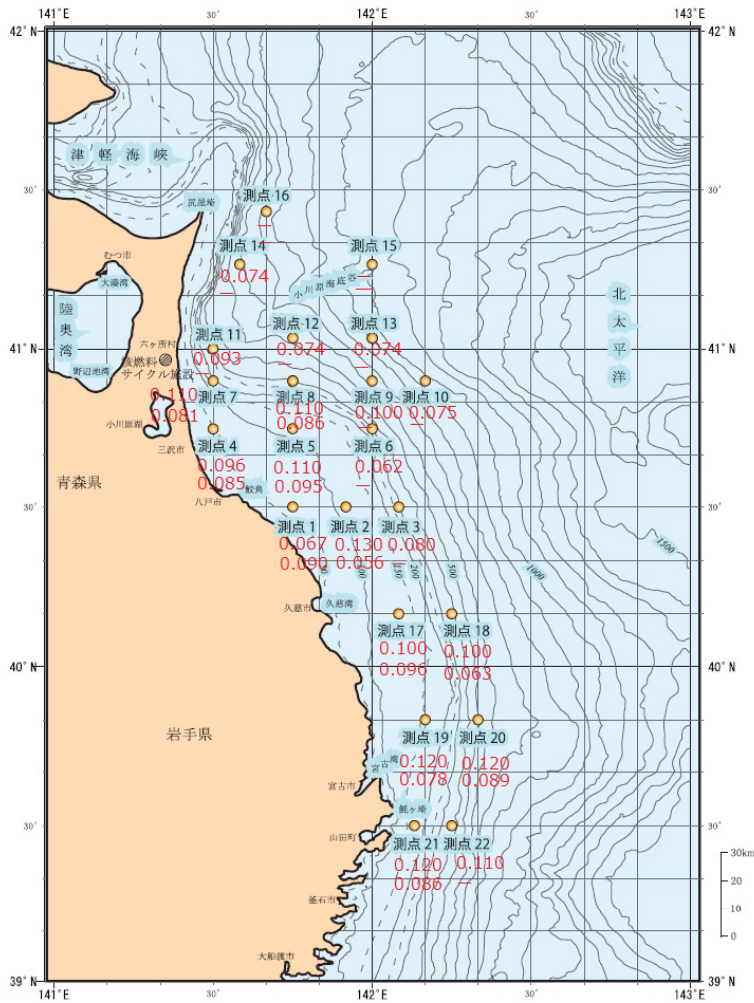 141°E
30′
142°E
30′
143°E
42°N
42°N
津軽海峡
30′
30′
尻屋埼
測点 16
—
—
測点 14
0.074
—
測点 15
—
—
小川原海底谷
むつ市
大湊湾
陸奥湾
北太平洋
測点 11
0.093
—
測点 12
0.074
—
測点 13
0.074
—
41°N
41°N
六ヶ所村
核燃料
サイクル施設
野辺地湾
測点 7
0.110
0.081
測点 8
0.110
0.086
測点 9
0.100
—
測点 10
0.075
—
小川原湖
三沢市
測点 4
0.096
0.085
測点 5
0.110
0.095
測点 6
0.062
—
青森県
八戸市
鮫角
30′
30′
測点 1
0.067
0.090
測点 2
0.130
0.056
測点 3
0.080
—
1500
100
150
200
500
1000
久慈市
久慈湾
測点 17
0.100
0.096
測点 18
0.100
0.063
40°N
40°N
岩手県
測点 19
0.120
0.078
測点 20
0.120
0.089
宮古湾
宮古市
魹ヶ埼
30′
30′
山田町
測点 21
0.120
0.086
測点 22
0.110
—
30km
20
10
0
釜石市
大船渡市
39°N
39°N
141°E
30′
142°E
30′
143°E